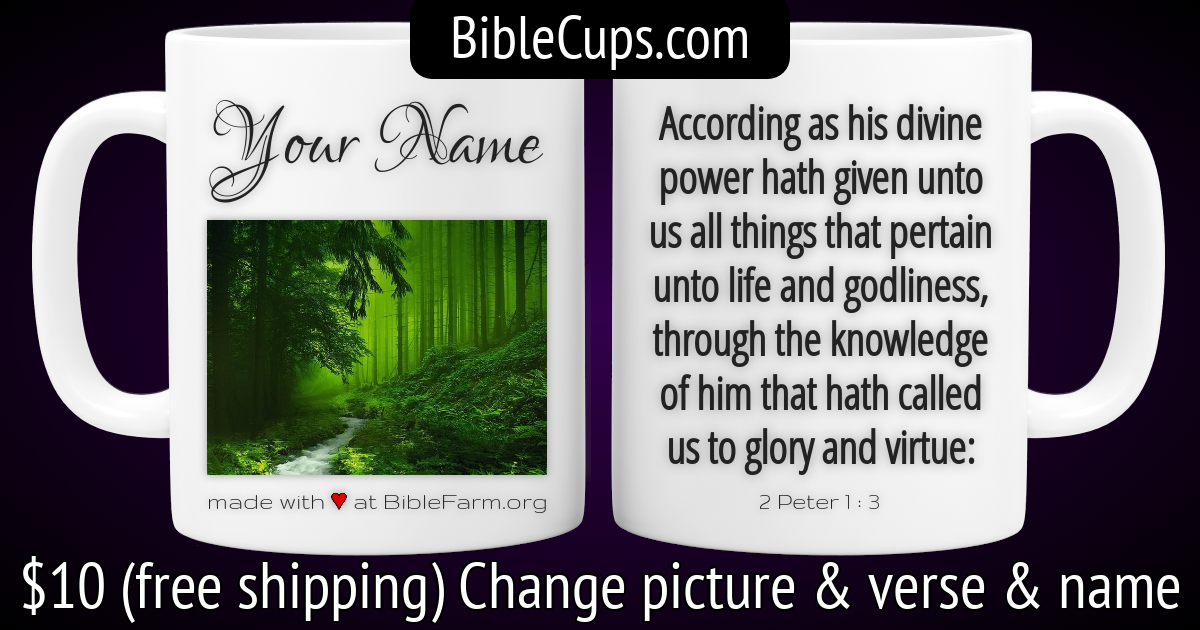 BibleCups.com
Your Name
made with ♥ at BibleFarm.org
According as his divine
power hath given unto
us all things that pertain
unto life and godliness,
through the knowledge
of him that hath called
us to glory and virtue:
2 Peter 1 : 3
$10 (free shipping) Change picture & verse & name